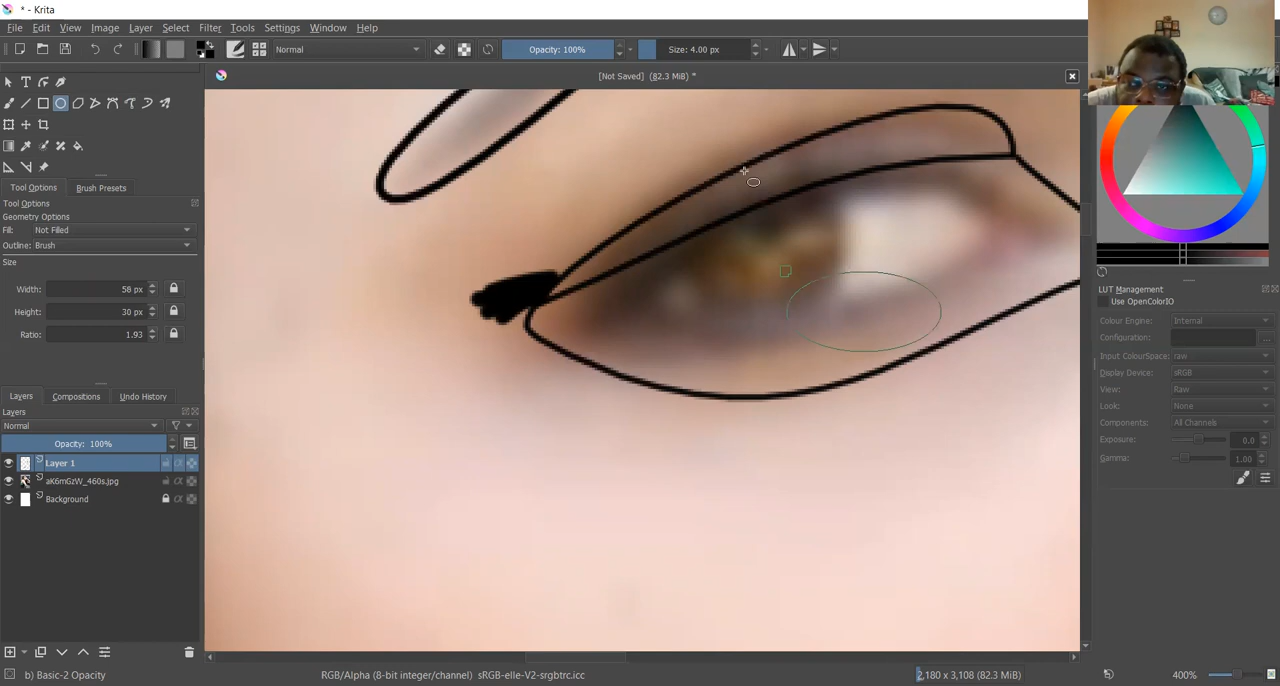 * - Krita
File Edit View Image Layer Select Filter Tools Settings Window Help
Normal Opacity: 100% Size: 4.00 px
[Not Saved] (82.3 MiB) *
Tool Options Brush Presets
Tool Options
Geometry Options
Fill: Not Filled
Outline: Brush
Size
Width: 58 px
Height: 30 px
Ratio: 1.93
Layers Compositions Undo History
Layers
Normal
Opacity: 100%
Layer 1
aK6mGzW_460s.jpg
Background
LUT Management
Use OpenColorIO
Colour Engine: Internal
Configuration: ...
Input ColourSpace: raw
Display Device: sRGB
View: Raw
Look: None
Components: All Channels
Exposure: 0.0
Gamma: 1.00
b) Basic-2 Opacity RGB/Alpha (8-bit integer/channel) sRGB-elle-V2-srgbtrc.icc 2,180 x 3,108 (82.3 MiB) 400%